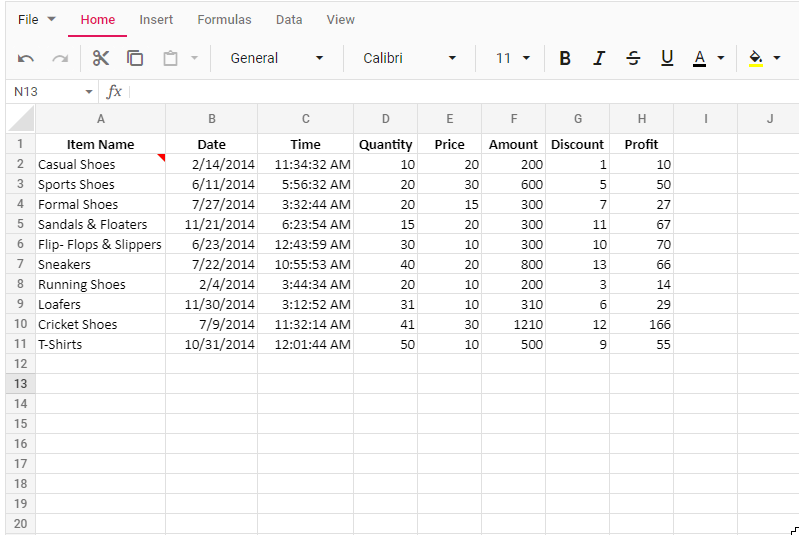 File Home Insert Formulas Data View
General Calibri 11 B I S U A
N13 fx
A B C D E F G H I J
1 Item Name Date Time Quantity Price Amount Discount Profit
2 Casual Shoes 2/14/2014 11:34:32 AM 10 20 200 1 10
3 Sports Shoes 6/11/2014 5:56:32 AM 20 30 600 5 50
4 Formal Shoes 7/27/2014 3:32:44 AM 20 15 300 7 27
5 Sandals & Floaters 11/21/2014 6:23:54 AM 15 20 300 11 67
6 Flip- Flops & Slippers 6/23/2014 12:43:59 AM 30 10 300 10 70
7 Sneakers 7/22/2014 10:55:53 AM 40 20 800 13 66
8 Running Shoes 2/4/2014 3:44:34 AM 20 10 200 3 14
9 Loafers 11/30/2014 3:12:52 AM 31 10 310 6 29
10 Cricket Shoes 7/9/2014 11:32:14 AM 41 30 1210 12 166
11 T-Shirts 10/31/2014 12:01:44 AM 50 10 500 9 55
12
13
14
15
16
17
18
19
20